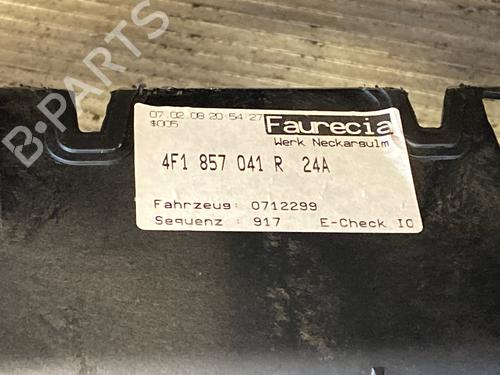 B-PARTS
07.02.08 20:54:27
$005
Faurecia
Werk Neckarsulm
4F1 857 041 R 24A
Fahrzeug: 0712299
Sequenz : 917 E-Check IO